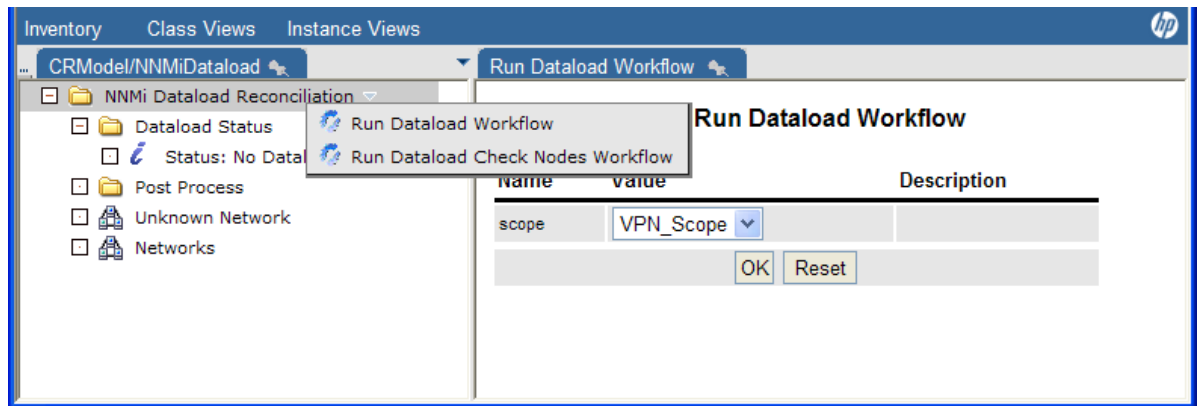 Inventory Class Views Instance Views hp
... CRModel/NNMiDataload Run Dataload Workflow
NNMi Dataload Reconciliation
Run Dataload Workflow
Run Dataload Check Nodes Workflow
Dataload Status
Status: No Datal
Post Process
Unknown Network
Networks
Run Dataload Workflow
Name Value Description
scope VPN_Scope
OK Reset